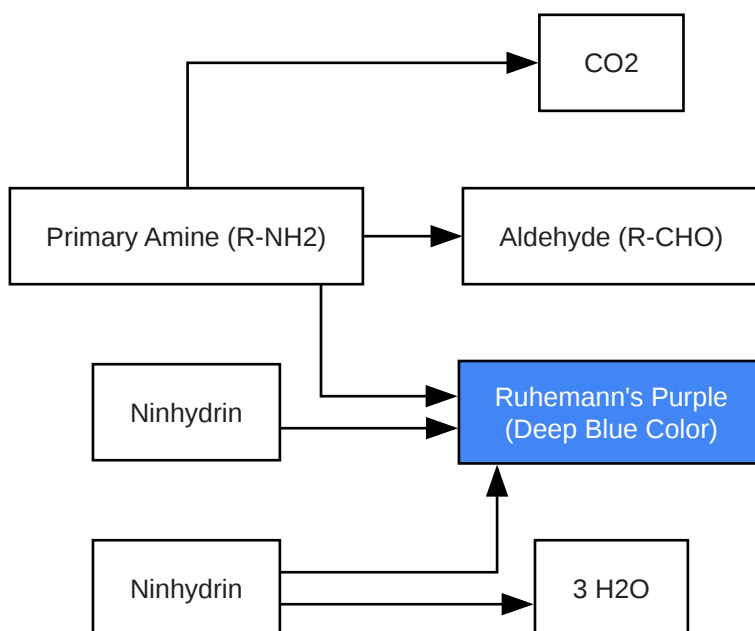 CO2
Primary Amine (R-NH2)
Aldehyde (R-CHO)
Ninhydrin
Ruhemann's Purple
(Deep Blue Color)
Ninhydrin
3 H2O